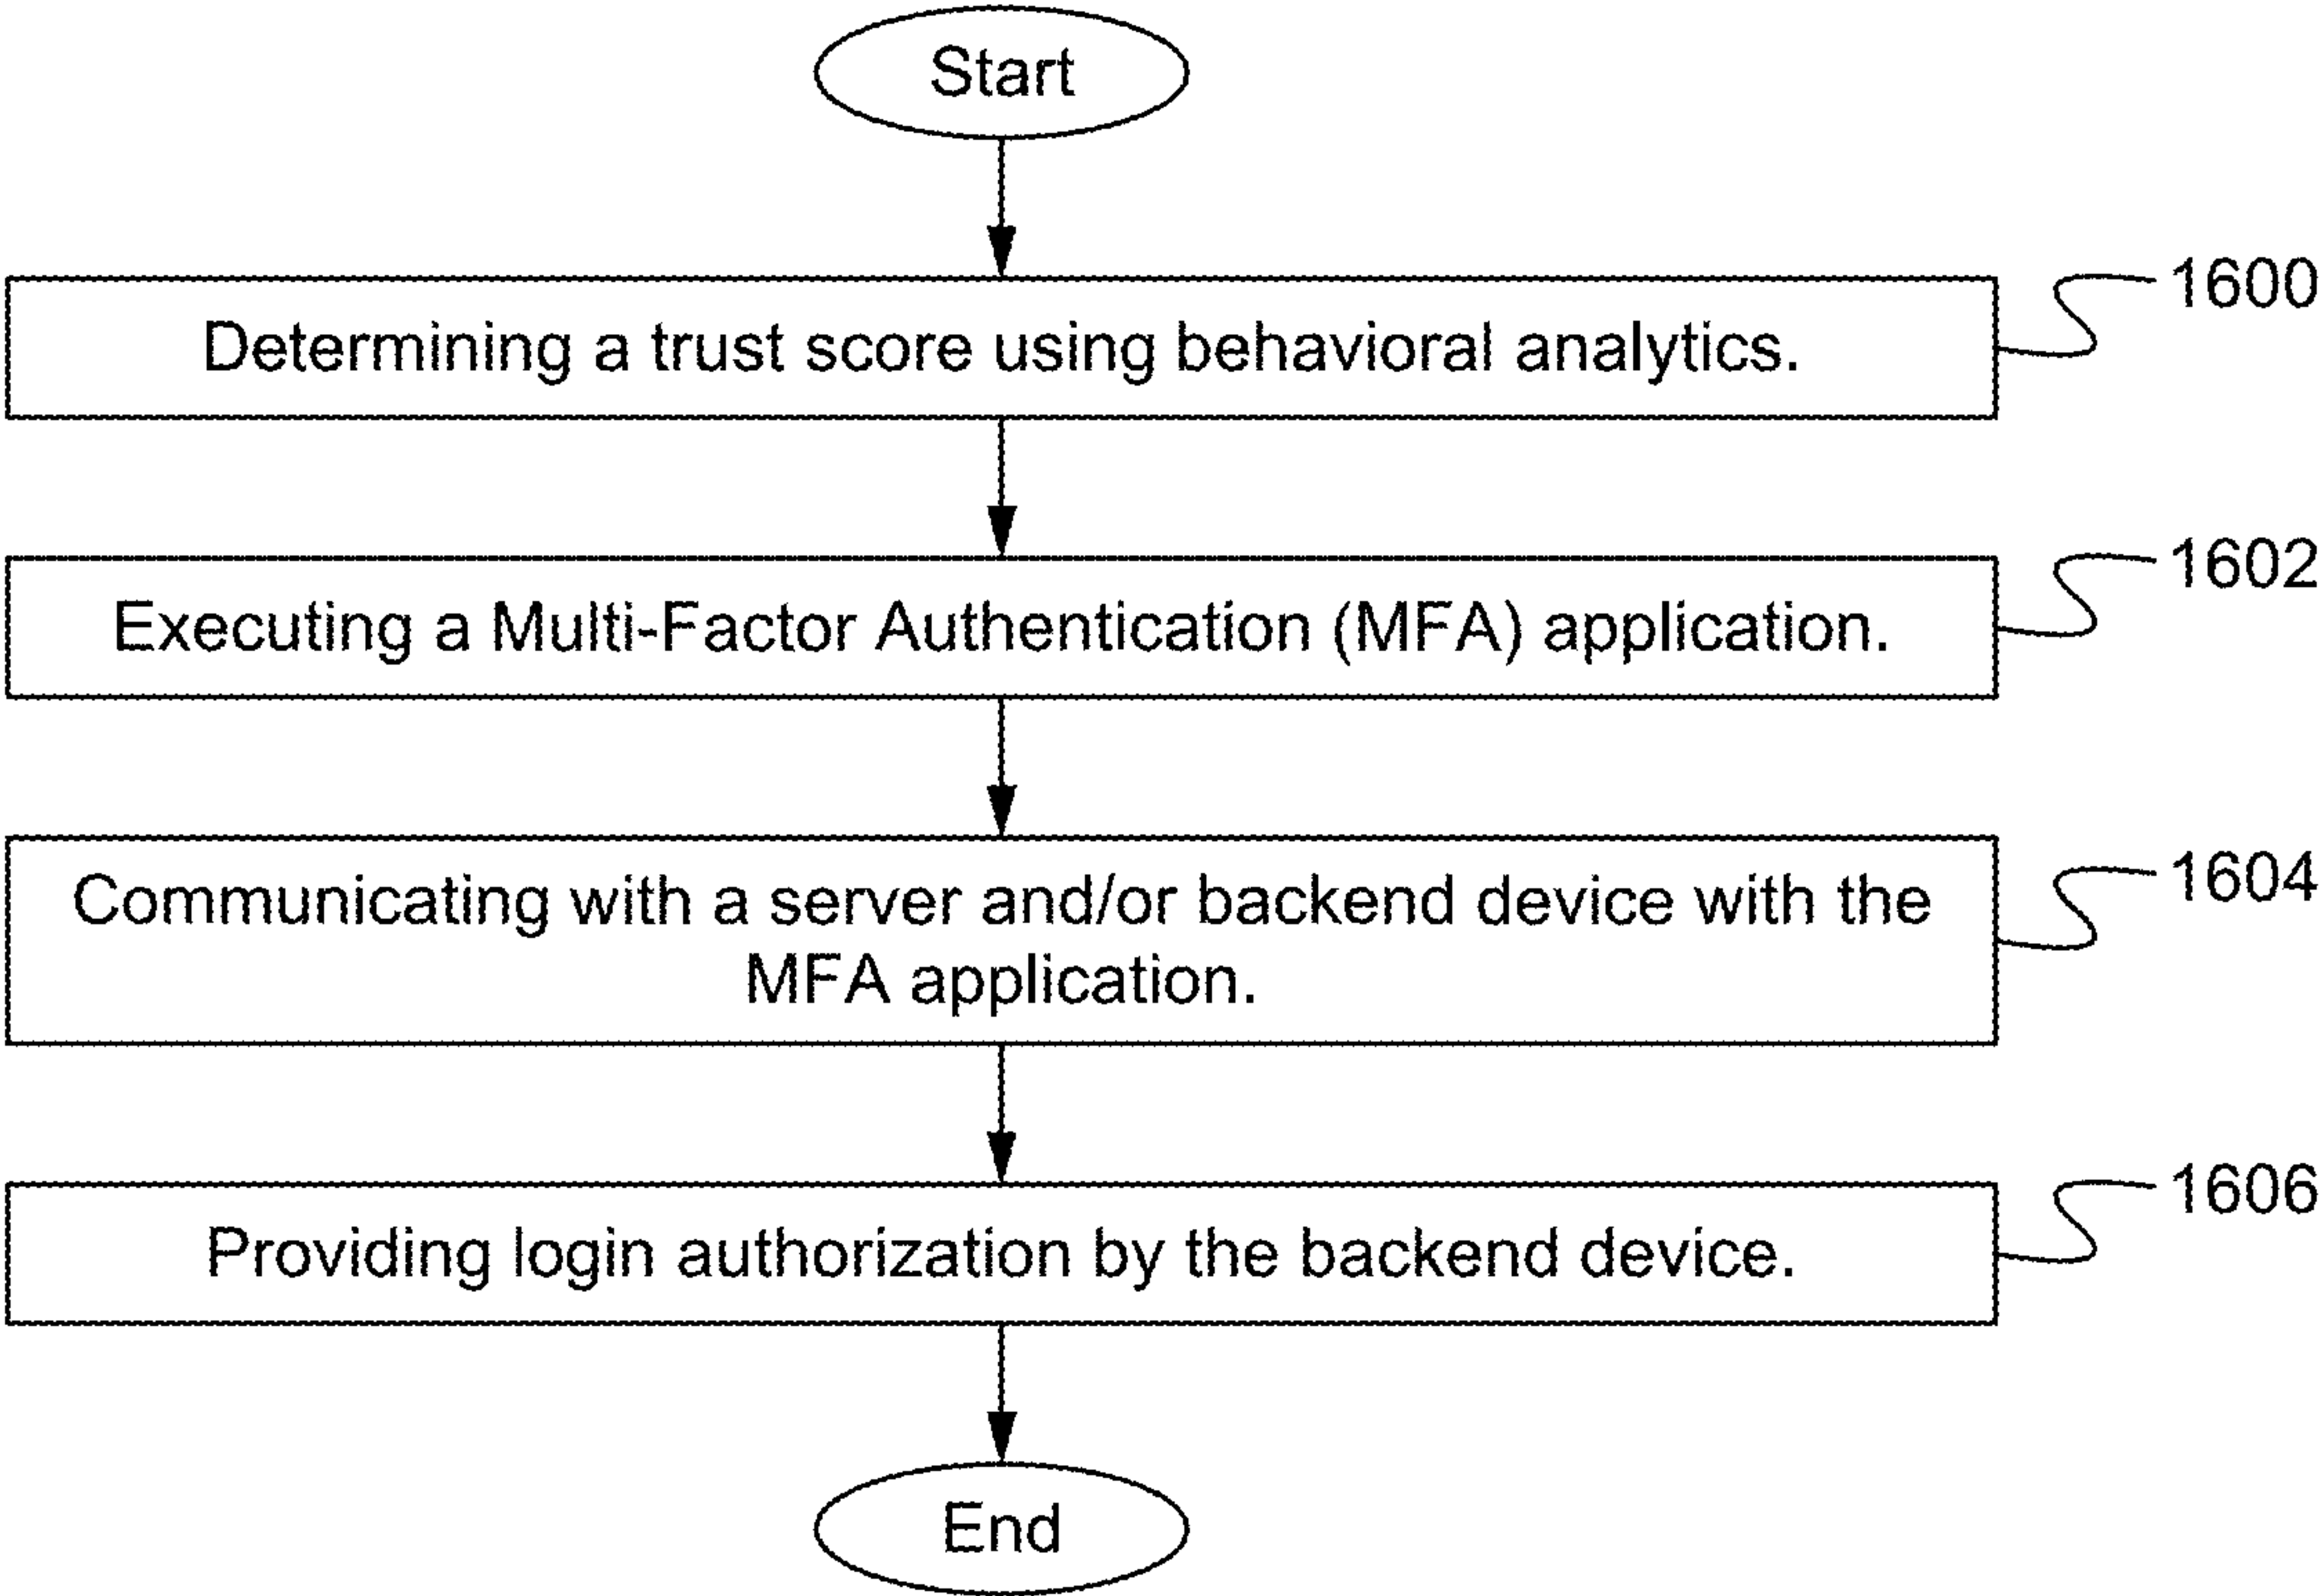 Start
Determining a trust score using behavioral analytics.
1600
Executing a Multi-Factor Authentication (MFA) application.
1602
Communicating with a server and/or backend device with the
MFA application.
1604
Providing login authorization by the backend device.
1606
End